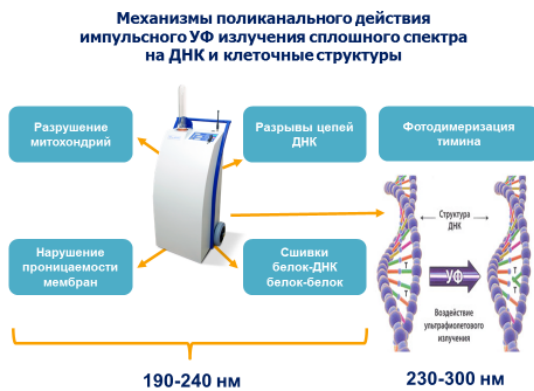 Механизмы поликанального действия
импульсного УФ излучения сплошного спектра
на ДНК и клеточные структуры
Разрушение
митохондрий
Разрывы цепей
ДНК
Фотодимеризация
тимина
Нарушение
проницаемости
мембран
Сшивки
белок-ДНК
белок-белок
Структура
ДНК
УФ
T
T
T
T
Воздействие
ультрафиолетового
излучения
190-240 нм
230-300 нм